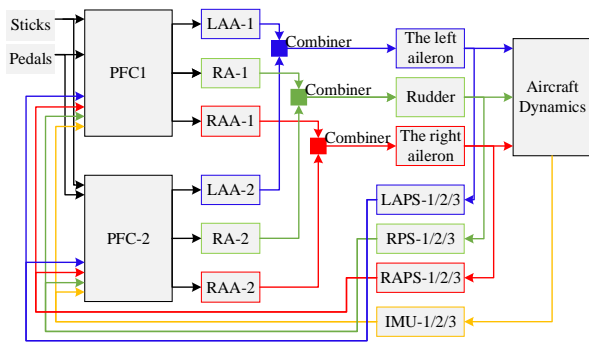 Sticks
Pedals
PFC1
LAA-1
RA-1
RAA-1
Combiner
Combiner
Combiner
The left
aileron
Rudder
The right
aileron
Aircraft
Dynamics
PFC-2
LAA-2
RA-2
RAA-2
LAPS-1/2/3
RPS-1/2/3
RAPS-1/2/3
IMU-1/2/3